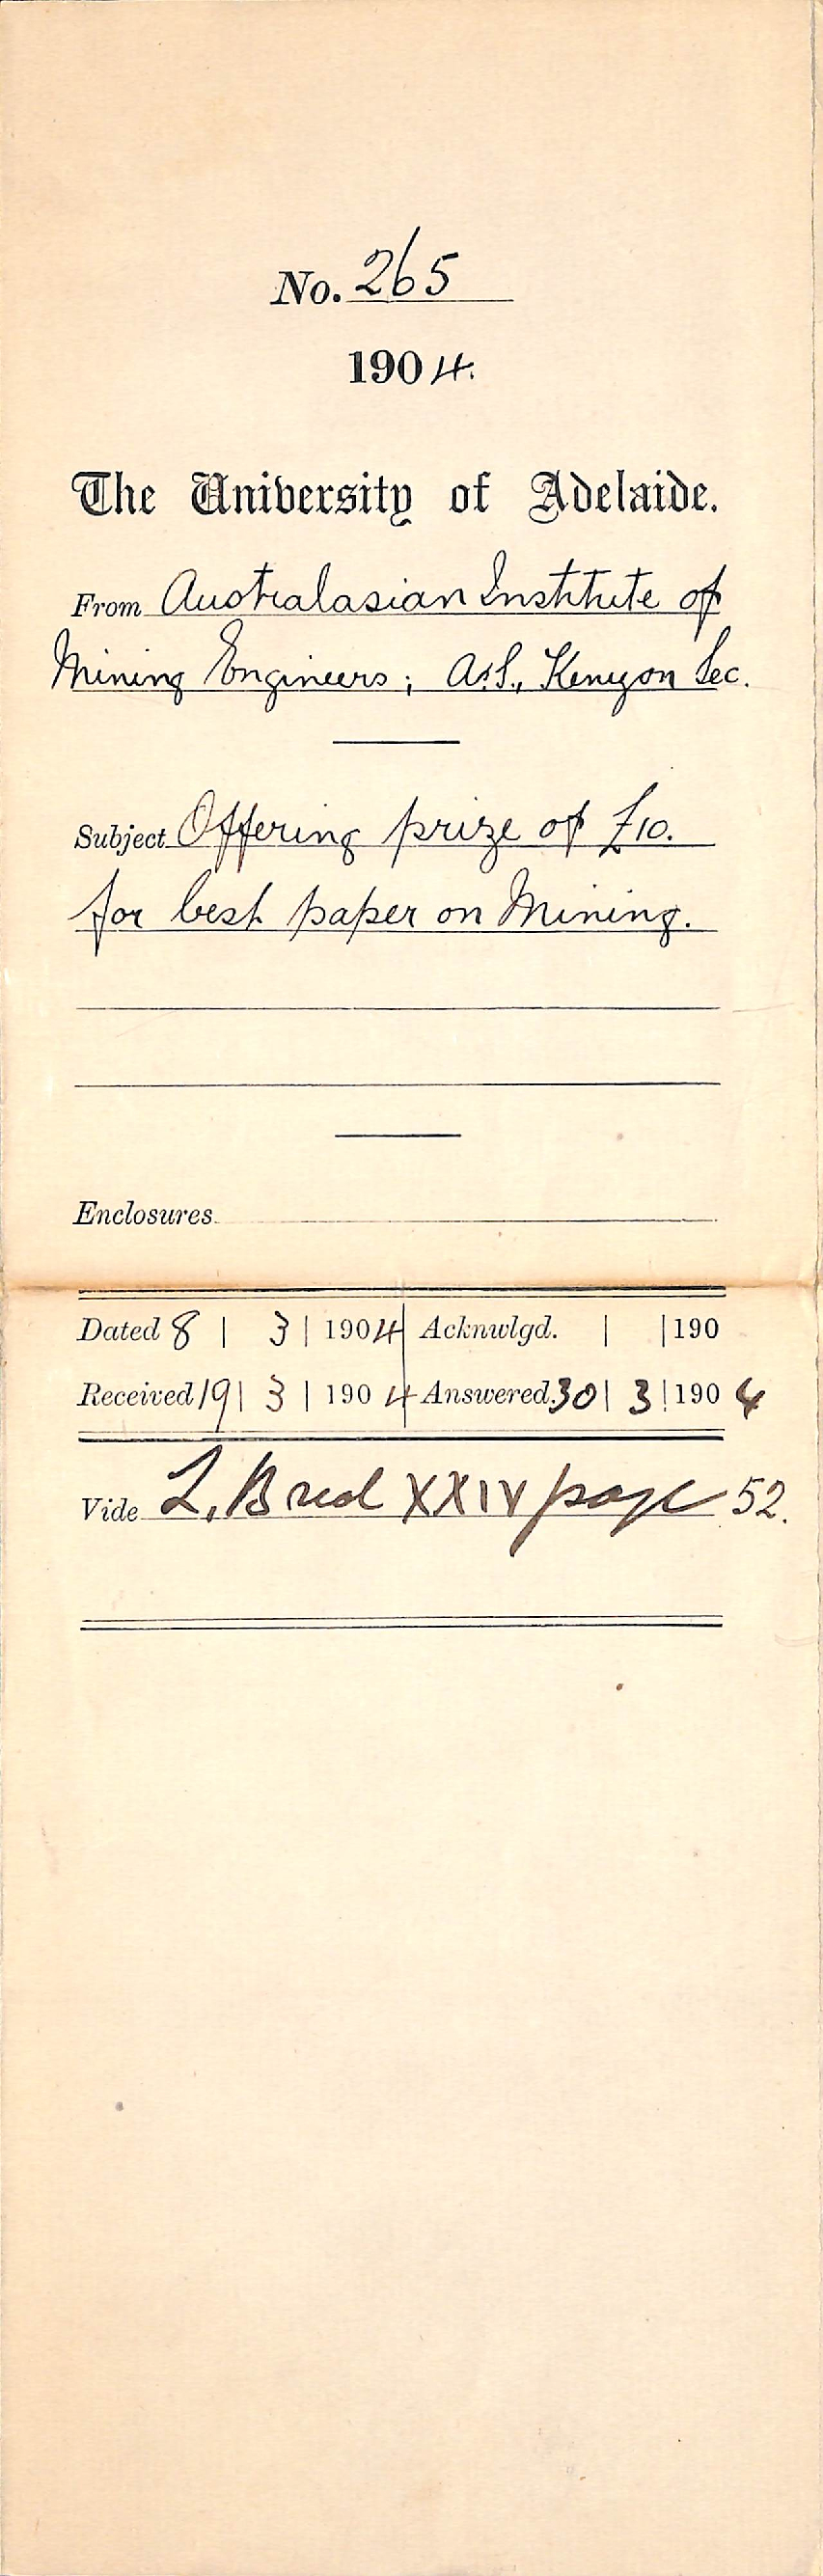 No. 265
1904.
The University of Adelaide.
From Australasian Institute of
Mining Engineers; A.S., Kenyon Sec.
Subject Offering prize of £10.
for best paper on Mining.
Enclosures
Dated 8 | 3 | 1904 Acknwlgd. | | 190
Received 19 | 3 | 1904 Answered. 30 | 3 | 1904
Vide L. B red XXIV page 52.